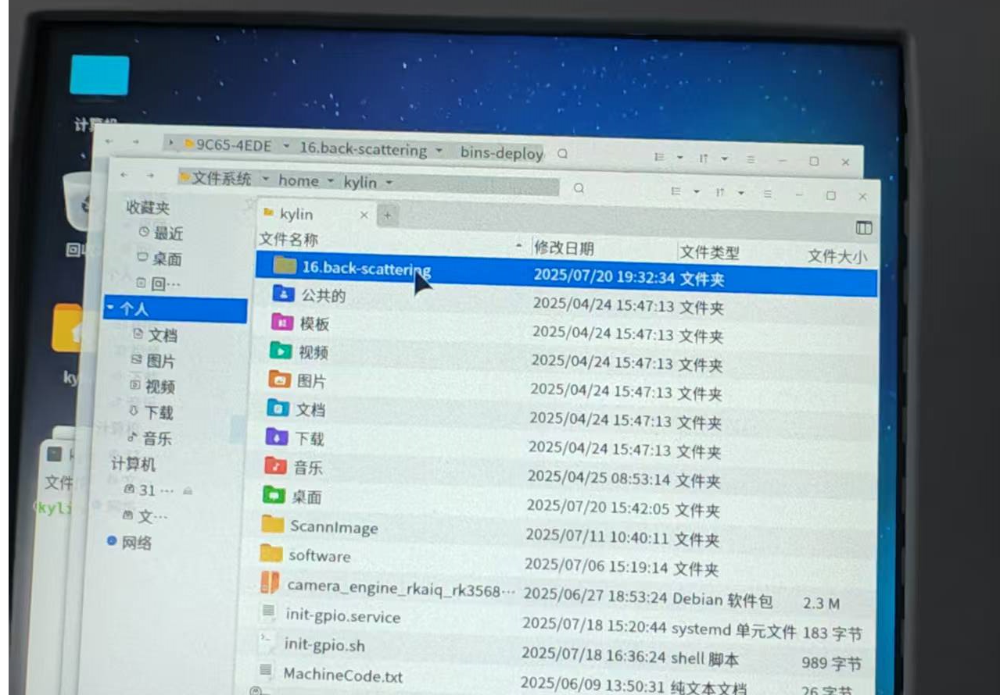 计算机
9C65-4EDE 16.back-scattering bins-deploy
文件系统 home kylin
收藏夹
最近
桌面
回…
个人
文档
图片
视频
下载
音乐
计算机
31 …
文…
网络
kylin
文件名称 修改日期 文件类型 文件大小
16.back-scattering 2025/07/20 19:32:34 文件夹
公共的 2025/04/24 15:47:13 文件夹
模板 2025/04/24 15:47:13 文件夹
视频 2025/04/24 15:47:13 文件夹
图片 2025/04/24 15:47:13 文件夹
文档 2025/04/24 15:47:13 文件夹
下载 2025/04/24 15:47:13 文件夹
音乐 2025/04/25 08:53:14 文件夹
桌面 2025/07/20 15:42:05 文件夹
ScannImage 2025/07/11 10:40:11 文件夹
software 2025/07/06 15:19:14 文件夹
camera_engine_rkaiq_rk3568… 2025/06/27 18:53:24 Debian 软件包 2.3 M
init-gpio.service 2025/07/18 15:20:44 systemd 单元文件 183 字节
init-gpio.sh 2025/07/18 16:36:24 shell 脚本 989 字节
MachineCode.txt 2025/06/09 13:50:31 纯文本文档 26 字节
回
ky
文件
kyli